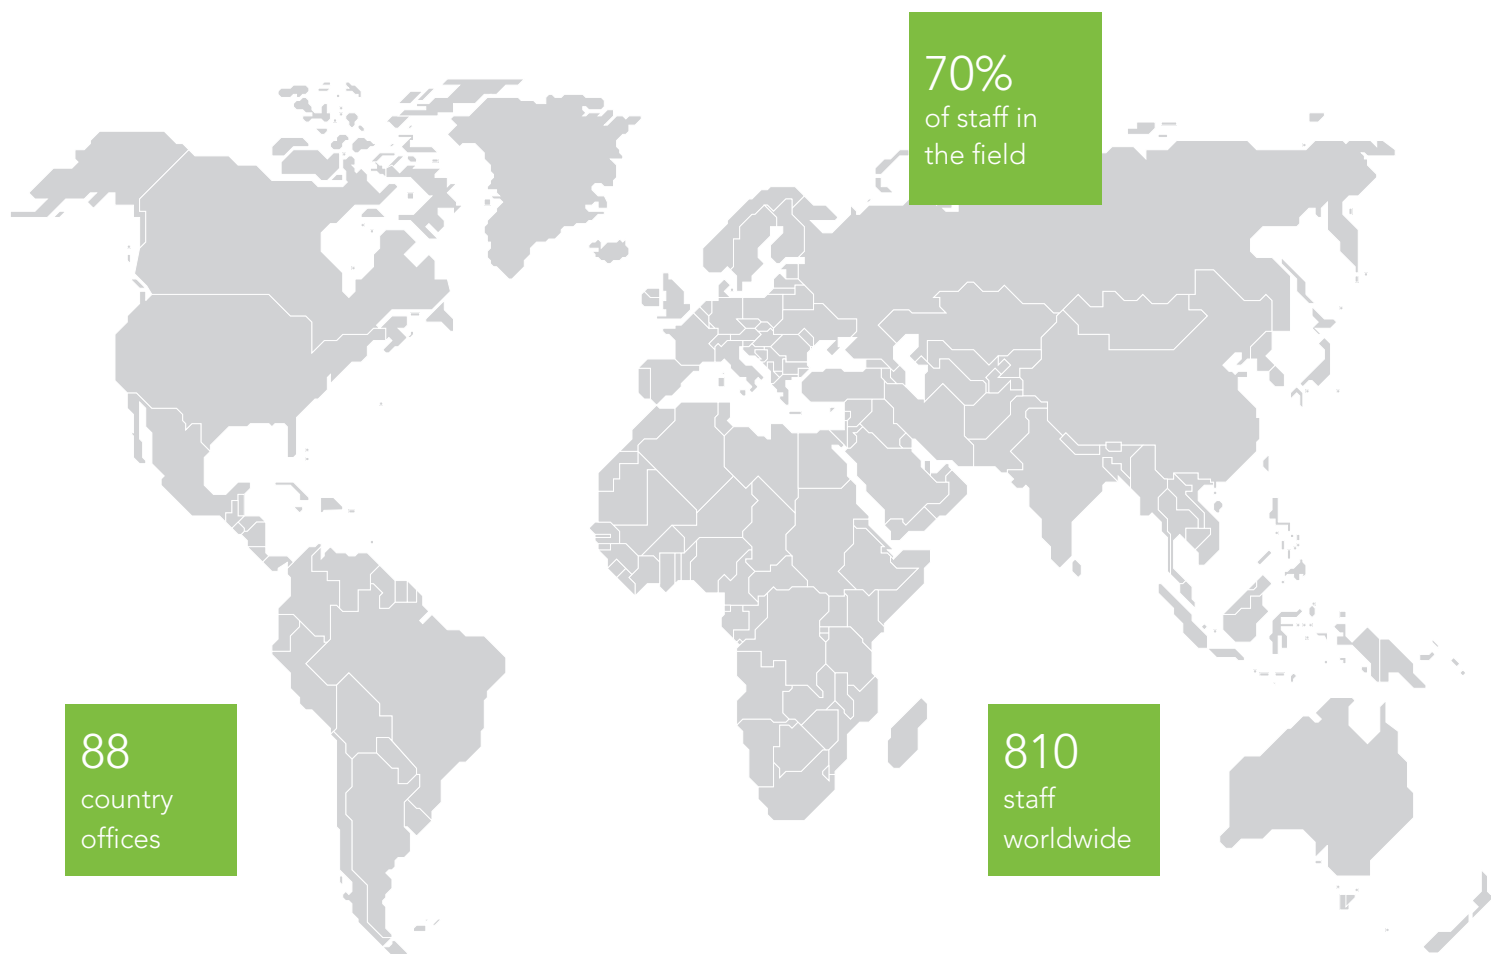 70%
of staff in
the field
88
country
offices
810
staff
worldwide